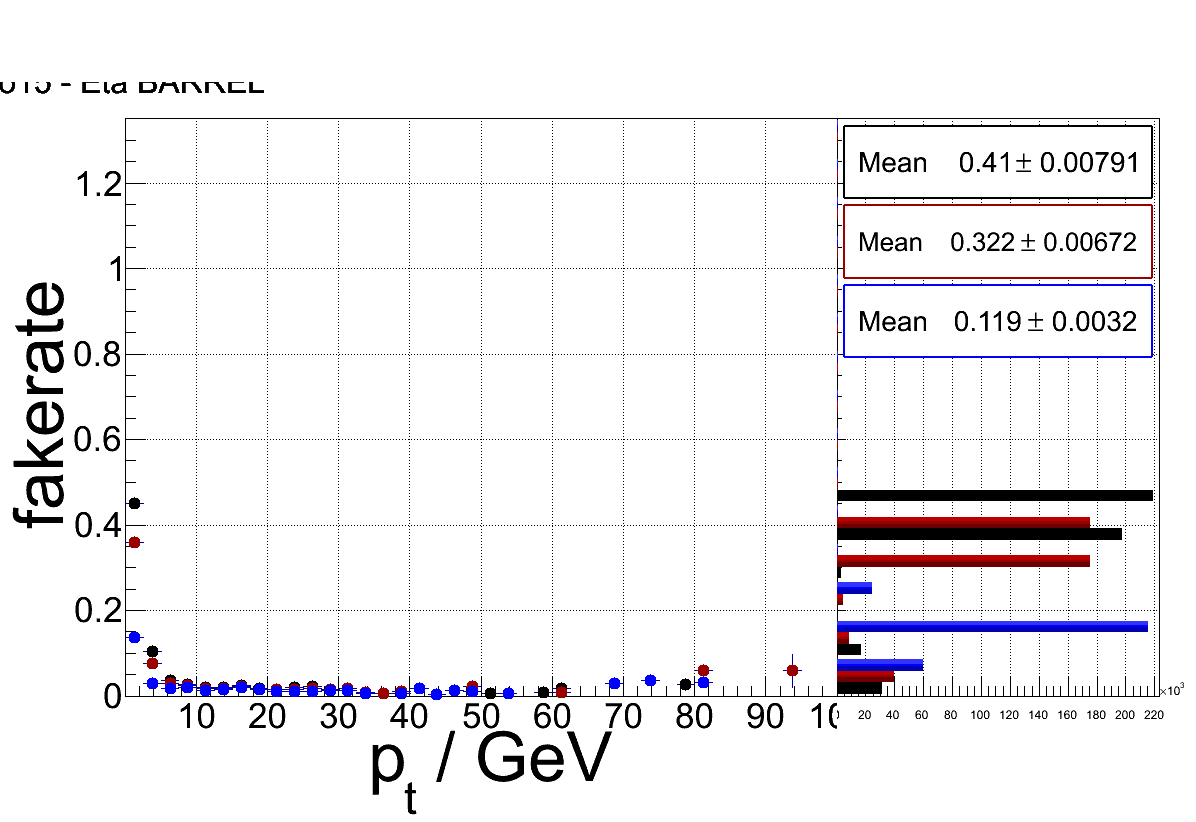 - Eta BARREL
Mean 0.41± 0.00791
Mean 0.322± 0.00672
Mean 0.119± 0.0032
fakerate
1.2
1
0.8
0.6
0.4
0.2
0
10 20 30 40 50 60 70 80 90
20 40 60 80 100 120 140 160 180 200 220
×10³
pt / GeV